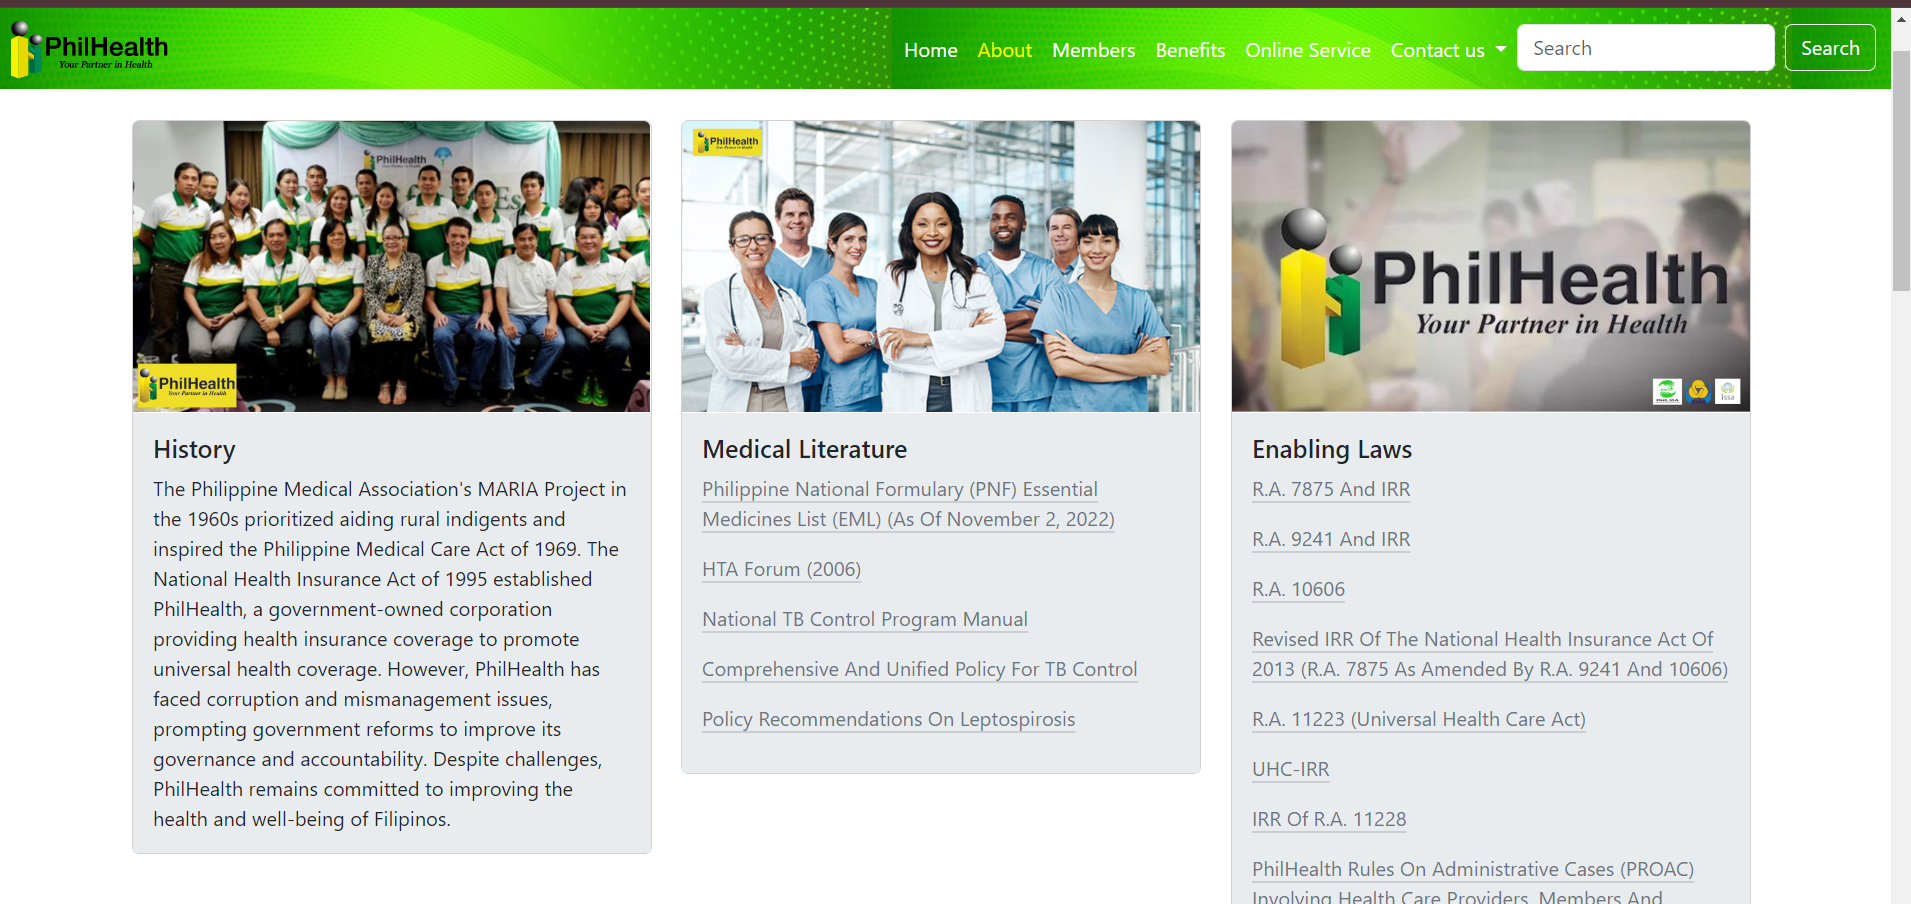 PhilHealth
Your Partner in Health
Home About Members Benefits Online Service Contact us Search Search
PhilHealth
PhilHealth
Your Partner in Health
History
The Philippine Medical Association's MARIA Project in
the 1960s prioritized aiding rural indigents and
inspired the Philippine Medical Care Act of 1969. The
National Health Insurance Act of 1995 established
PhilHealth, a government-owned corporation
providing health insurance coverage to promote
universal health coverage. However, PhilHealth has
faced corruption and mismanagement issues,
prompting government reforms to improve its
governance and accountability. Despite challenges,
PhilHealth remains committed to improving the
health and well-being of Filipinos.
PhilHealth
Your Partner in Health
Medical Literature
Philippine National Formulary (PNF) Essential
Medicines List (EML) (As Of November 2, 2022)
HTA Forum (2006)
National TB Control Program Manual
Comprehensive And Unified Policy For TB Control
Policy Recommendations On Leptospirosis
PhilHealth
Your Partner in Health
issa
Enabling Laws
R.A. 7875 And IRR
R.A. 9241 And IRR
R.A. 10606
Revised IRR Of The National Health Insurance Act Of
2013 (R.A. 7875 As Amended By R.A. 9241 And 10606)
R.A. 11223 (Universal Health Care Act)
UHC-IRR
IRR Of R.A. 11228
PhilHealth Rules On Administrative Cases (PROAC)
Involving Health Care Providers, Members And